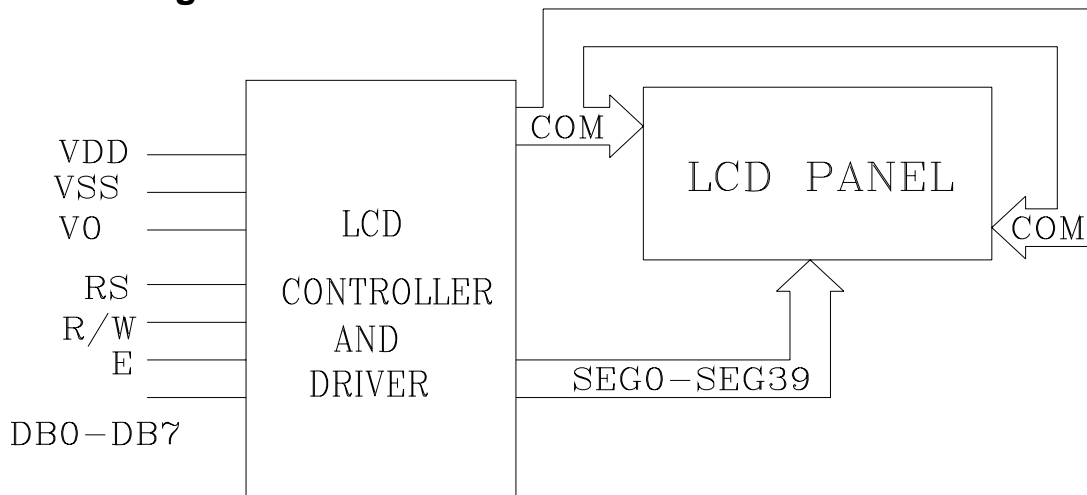 VDD
VSS
V0
RS
R/W
E
DB0-DB7
LCD
CONTROLLER
AND
DRIVER
COM
LCD PANEL
COM
SEG0-SEG39